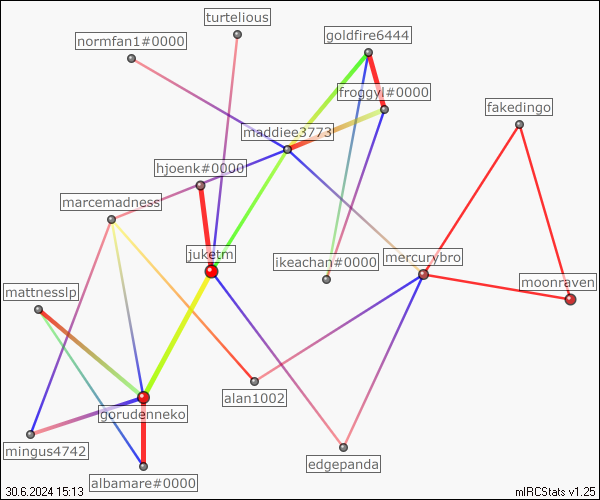 turtelious
normfan1#0000
goldfire6444
froggyl#0000
fakedingo
maddiee3773
hjoenk#0000
marcemadness
juketm
ikeachan#0000
mercurybro
moonraven
mattnesslp
alan1002
gorudenneko
mingus4742
edgepanda
albamare#0000
30.6.2024 15:13
mIRCStats v1.25